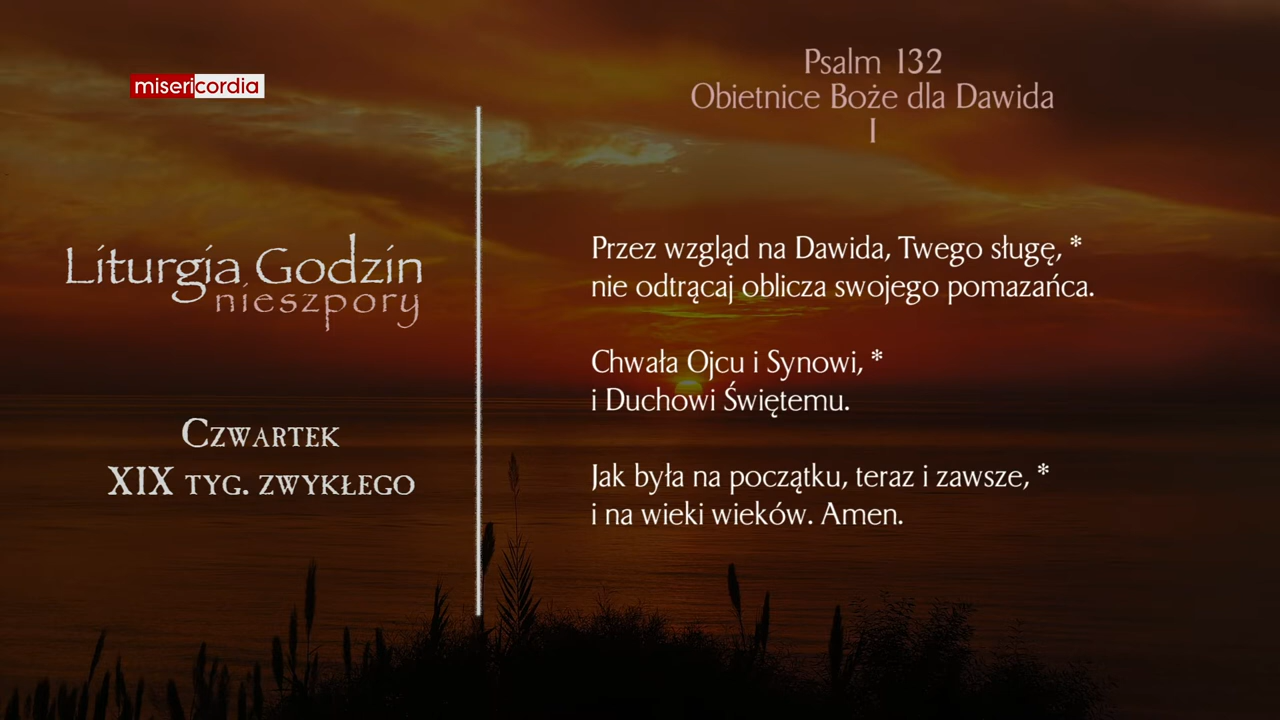 misericordia
Liturgia Godzin
nieszpory
Czwartek
XIX tyg. zwykłego
Psalm 132
Obietnice Boże dla Dawida
I
Przez wzgląd na Dawida, Twego sługę, *
nie odtrącaj oblicza swojego pomazańca.
Chwała Ojcu i Synowi, *
i Duchowi Świętemu.
Jak była na początku, teraz i zawsze, *
i na wieki wieków. Amen.